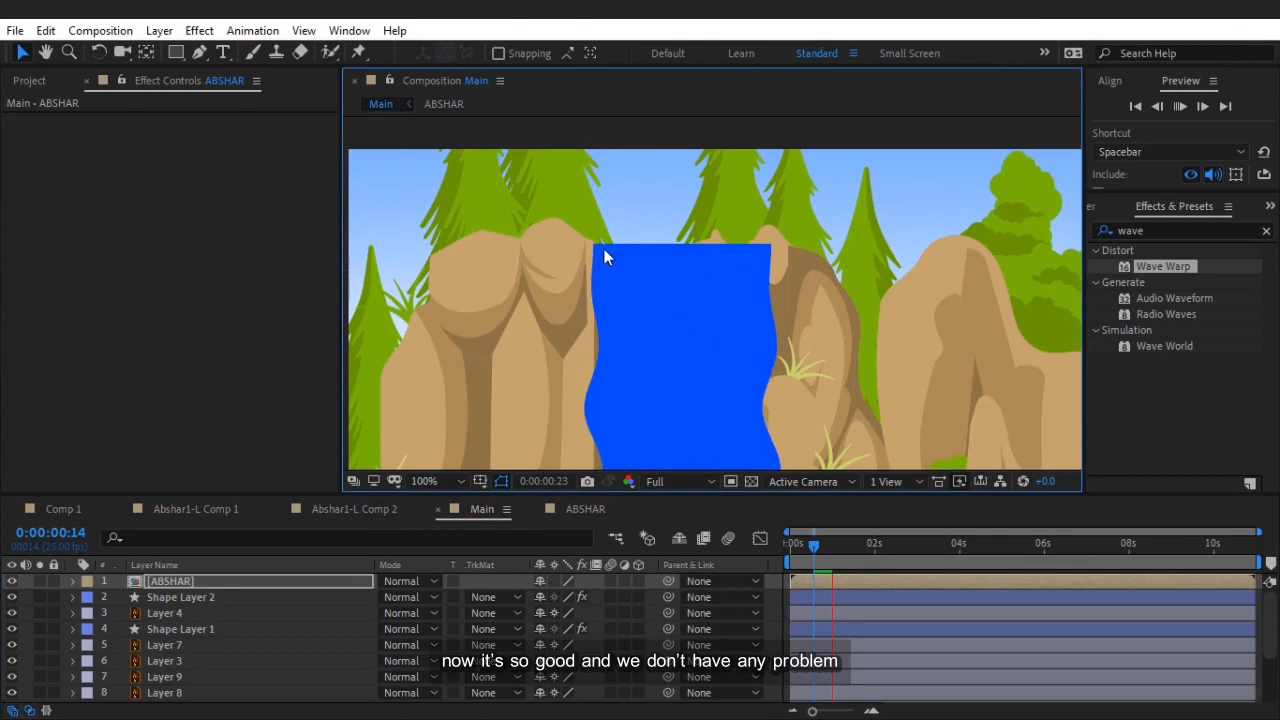 File Edit Composition Layer Effect Animation View Window Help
Snapping Default Learn Standard Small Screen Search Help
Project Effect Controls ABSHAR Composition Main Align Preview
Main - ABSHAR Main ABSHAR
Shortcut
Spacebar
Include:
er Effects & Presets
wave
Distort
Wave Warp
Generate
Audio Waveform
Radio Waves
Simulation
Wave World
100% 0:00:00:23 Full Active Camera 1 View +0.0
Comp 1 Abshar1-L Comp 1 Abshar1-L Comp 2 Main ABSHAR
0:00:00:14
00014 (25.00 fps)
:00s 02s 04s 06s 08s 10s
# Layer Name Mode T .TrkMat Parent & Link
1 [ABSHAR] Normal None
2 Shape Layer 2 Normal None None
3 Layer 4 Normal None None
4 Shape Layer 1 Normal None None
5 Layer 7 Normal None None
6 Layer 3 Normal None None
7 Layer 9 Normal None None
8 Layer 8 Normal None None
now it's so good and we don't have any problem